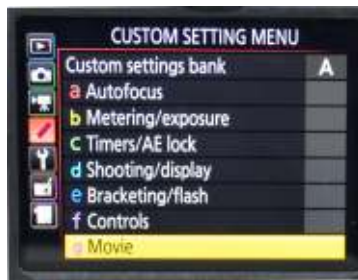 CUSTOM SETTING MENU
Custom settings bank A
a Autofocus
b Metering/exposure
c Timers/AE lock
d Shooting/display
e Bracketing/flash
f Controls
g Movie